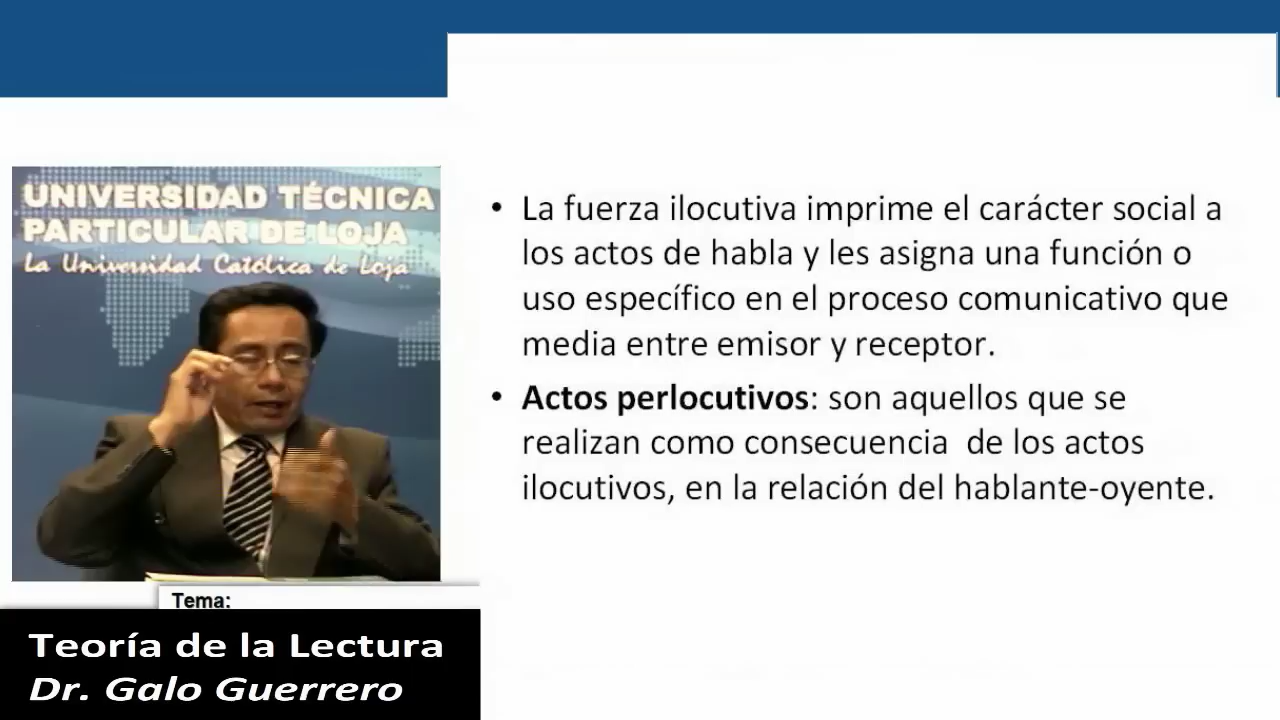 UNIVERSIDAD TÉCNICA
PARTICULAR DE LOJA
La Universidad Católica de Loja
• La fuerza ilocutiva imprime el carácter social a
los actos de habla y les asigna una función o
uso específico en el proceso comunicativo que
media entre emisor y receptor.
• Actos perlocutivos: son aquellos que se
realizan como consecuencia  de los actos
ilocutivos, en la relación del hablante-oyente.
Tema:
Teoría de la Lectura
Dr. Galo Guerrero